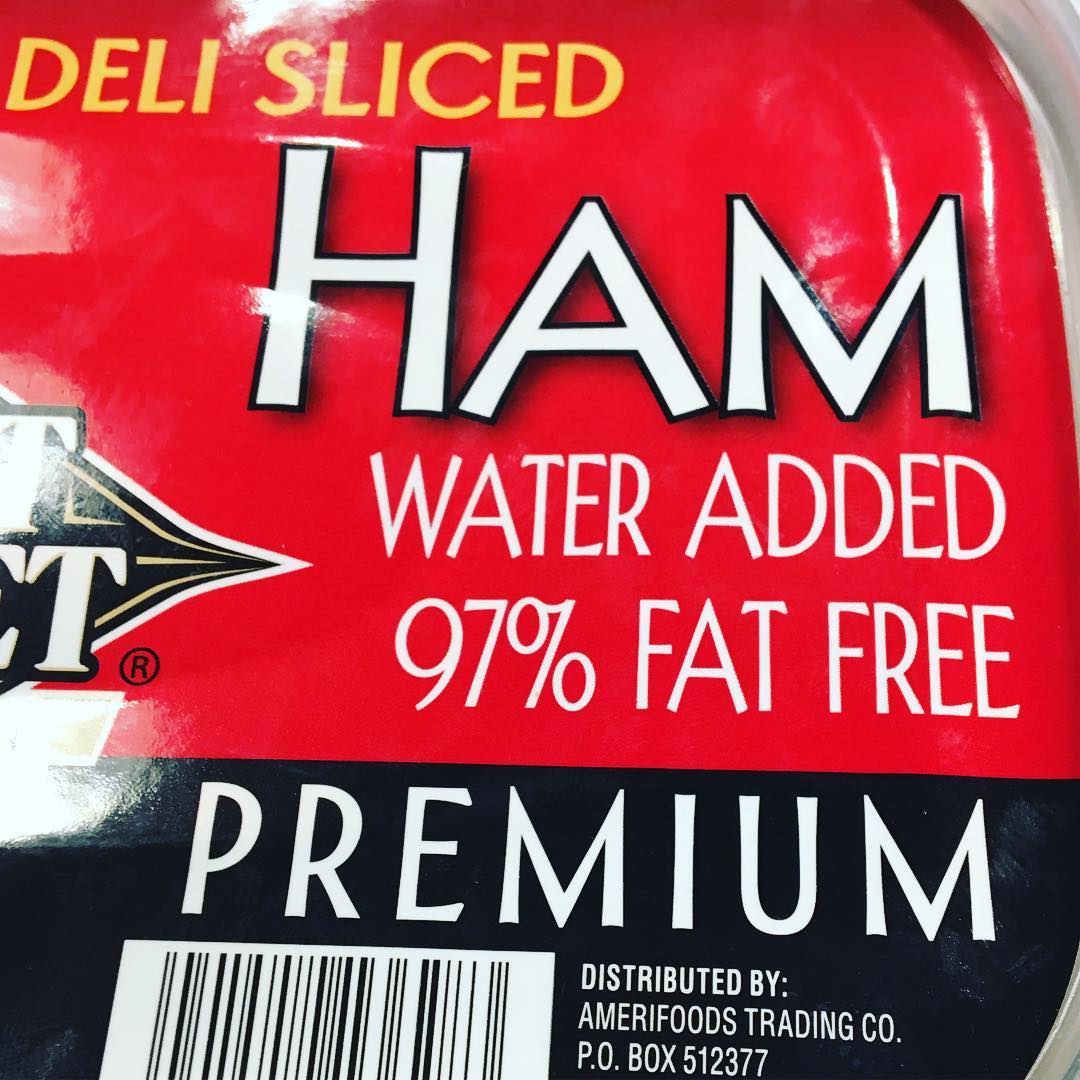 DELI SLICED
HAM
WATER ADDED
97% FAT FREE
®
PREMIUM
DISTRIBUTED BY:
AMERIFOODS TRADING CO.
P.O. BOX 512377